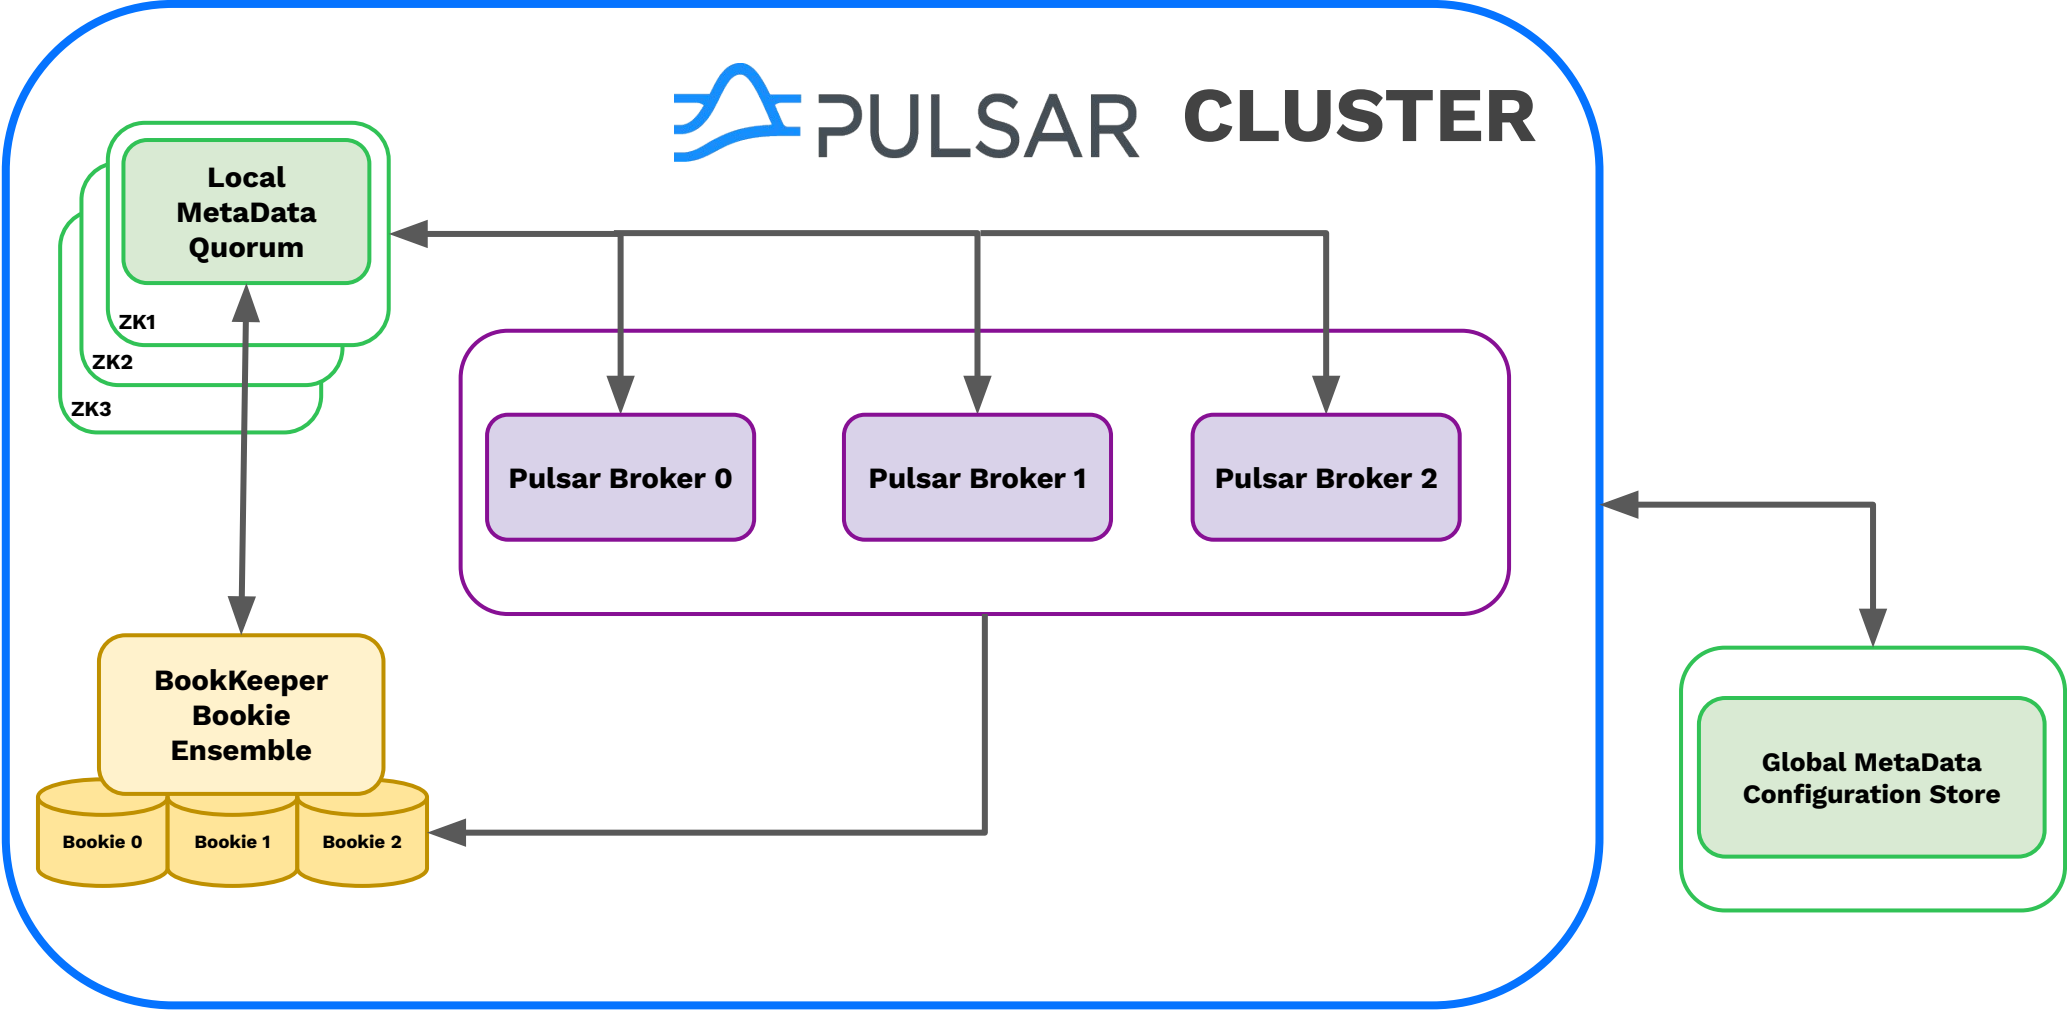 PULSAR CLUSTER
Local
MetaData
Quorum
ZK1
ZK2
ZK3
Pulsar Broker 0
Pulsar Broker 1
Pulsar Broker 2
BookKeeper
Bookie
Ensemble
Bookie 0
Bookie 1
Bookie 2
Global MetaData
Configuration Store